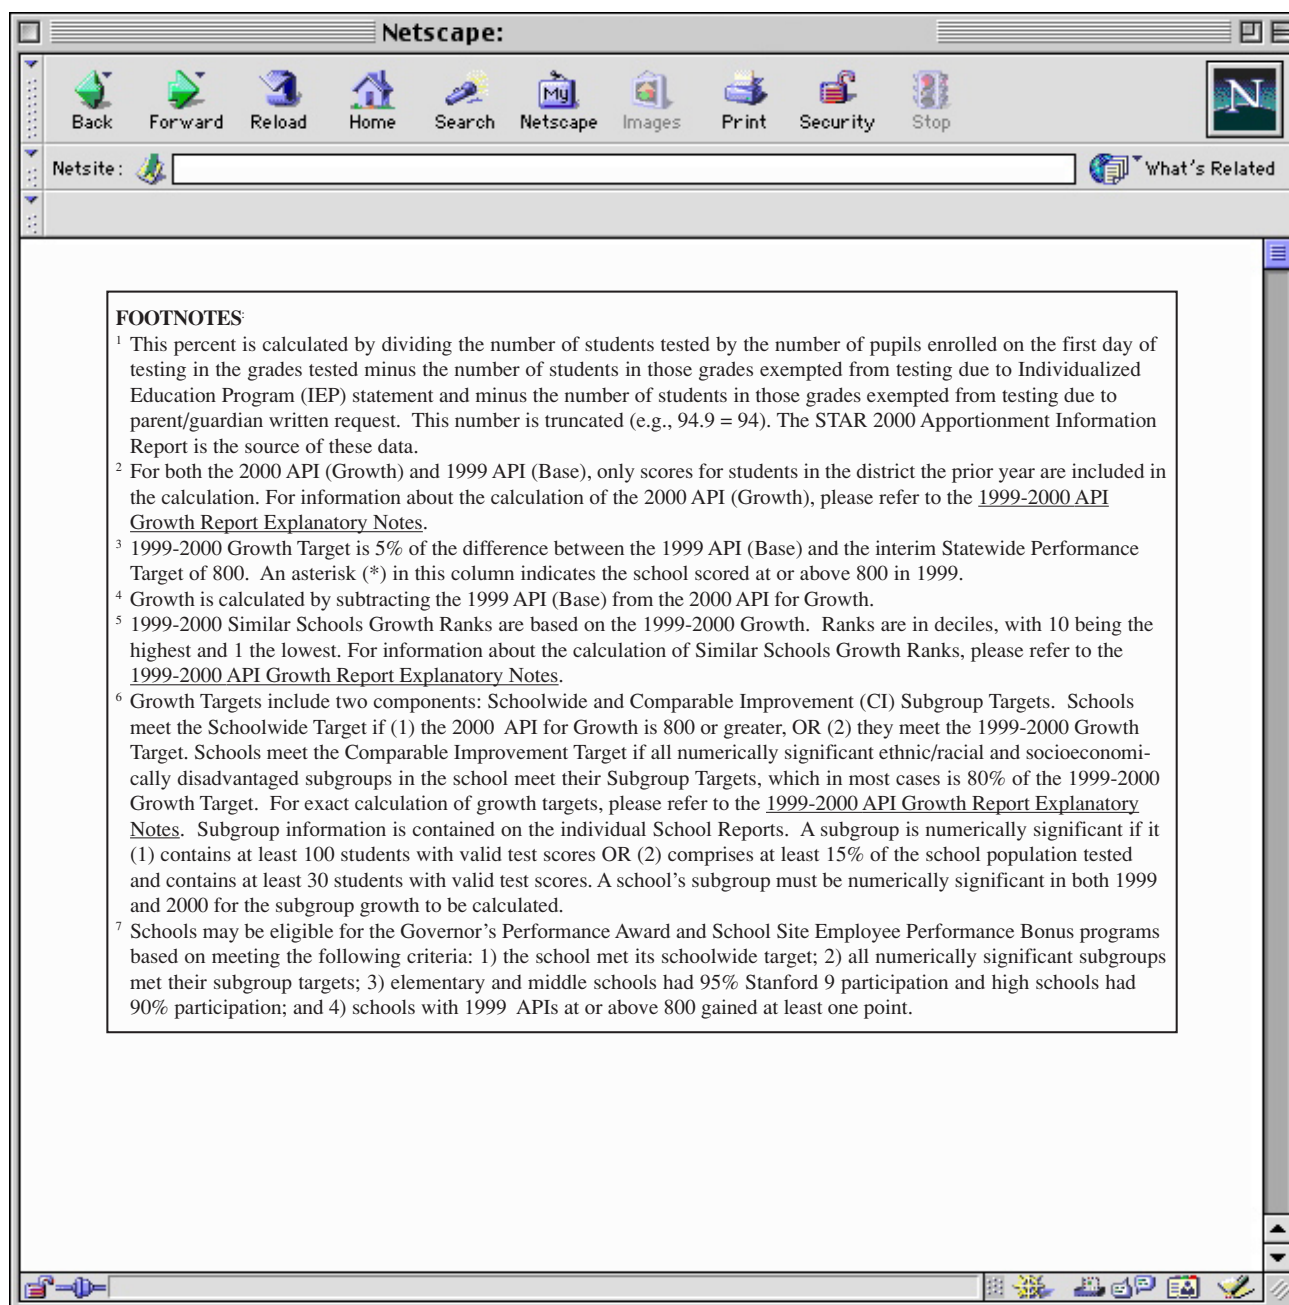 Netscape:
Back Forward Reload Home Search Netscape Images Print Security Stop
My
N
Netsite: What's Related
FOOTNOTES:
1 This percent is calculated by dividing the number of students tested by the number of pupils enrolled on the first day of
testing in the grades tested minus the number of students in those grades exempted from testing due to Individualized
Education Program (IEP) statement and minus the number of students in those grades exempted from testing due to
parent/guardian written request. This number is truncated (e.g., 94.9 = 94). The STAR 2000 Apportionment Information
Report is the source of these data.
2 For both the 2000 API (Growth) and 1999 API (Base), only scores for students in the district the prior year are included in
the calculation. For information about the calculation of the 2000 API (Growth), please refer to the 1999-2000 API
Growth Report Explanatory Notes.
3 1999-2000 Growth Target is 5% of the difference between the 1999 API (Base) and the interim Statewide Performance
Target of 800. An asterisk (*) in this column indicates the school scored at or above 800 in 1999.
4 Growth is calculated by subtracting the 1999 API (Base) from the 2000 API for Growth.
5 1999-2000 Similar Schools Growth Ranks are based on the 1999-2000 Growth. Ranks are in deciles, with 10 being the
highest and 1 the lowest. For information about the calculation of Similar Schools Growth Ranks, please refer to the
1999-2000 API Growth Report Explanatory Notes.
6 Growth Targets include two components: Schoolwide and Comparable Improvement (CI) Subgroup Targets. Schools
meet the Schoolwide Target if (1) the 2000 API for Growth is 800 or greater, OR (2) they meet the 1999-2000 Growth
Target. Schools meet the Comparable Improvement Target if all numerically significant ethnic/racial and socioeconomi-
cally disadvantaged subgroups in the school meet their Subgroup Targets, which in most cases is 80% of the 1999-2000
Growth Target. For exact calculation of growth targets, please refer to the 1999-2000 API Growth Report Explanatory
Notes. Subgroup information is contained on the individual School Reports. A subgroup is numerically significant if it
(1) contains at least 100 students with valid test scores OR (2) comprises at least 15% of the school population tested
and contains at least 30 students with valid test scores. A school's subgroup must be numerically significant in both 1999
and 2000 for the subgroup growth to be calculated.
7 Schools may be eligible for the Governor's Performance Award and School Site Employee Performance Bonus programs
based on meeting the following criteria: 1) the school met its schoolwide target; 2) all numerically significant subgroups
met their subgroup targets; 3) elementary and middle schools had 95% Stanford 9 participation and high schools had
90% participation; and 4) schools with 1999 APIs at or above 800 gained at least one point.